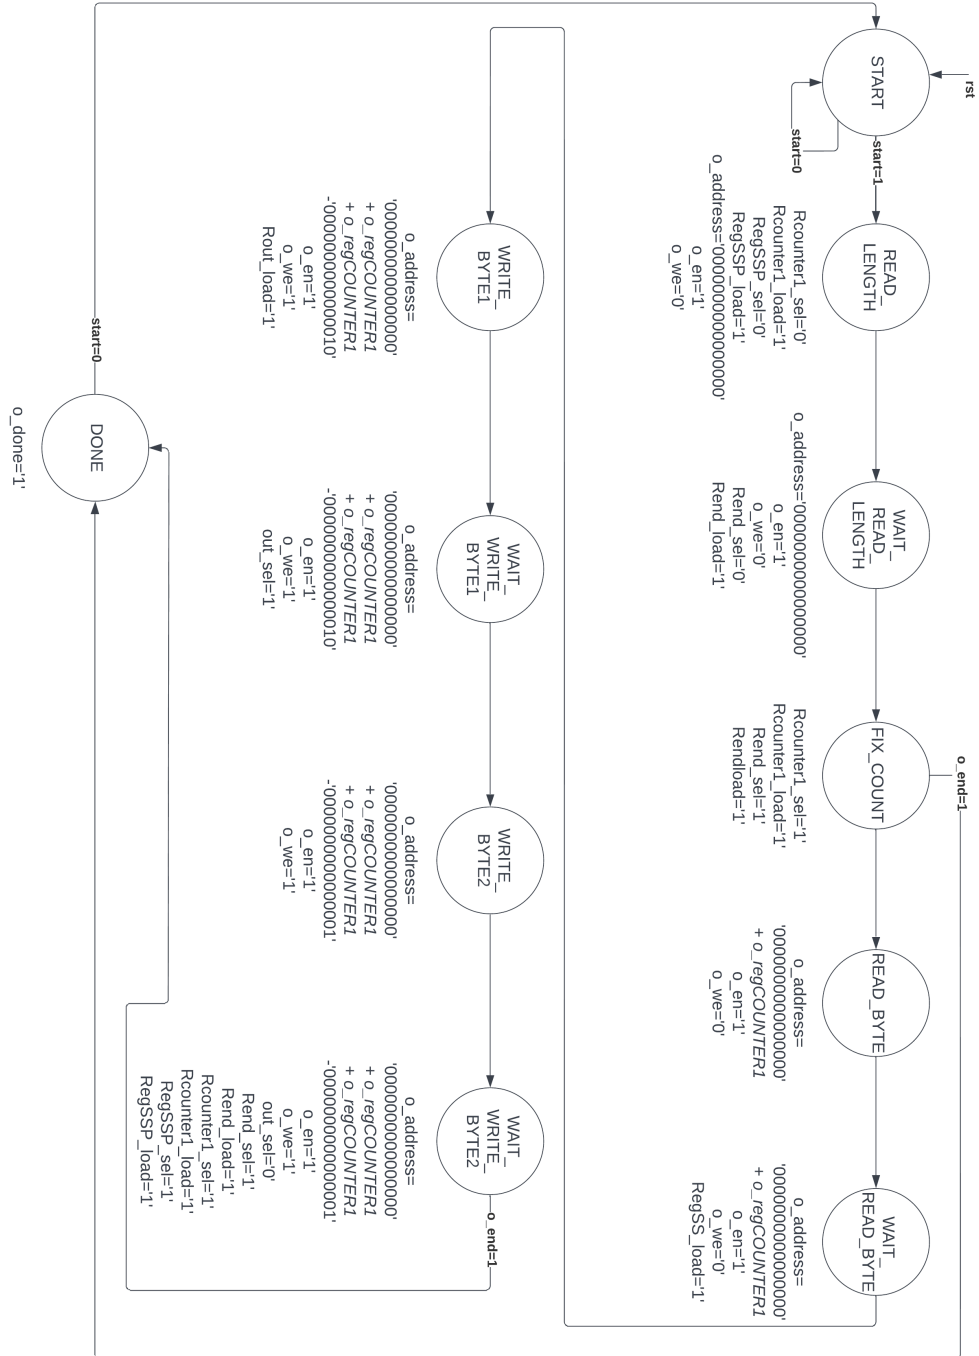 rst
START
start=1
start=0
READ_
LENGTH
Rcounter1_sel='0'
Rcounter1_load='1'
RegSSP_sel='0'
RegSSP_load='1'
o_address='0000000000000000'
o_en='1'
o_we='0'
WAIT_
READ_
LENGTH
o_address='0000000000000000'
o_en='1'
o_we='0'
Rend_sel='0'
Rend_load='1'
FIX_COUNT
o_end=1
Rcounter1_sel='1'
Rcounter1_load='1'
Rend_sel='1'
Rendload='1'
READ_BYTE
o_address=
'0000000000000000'
+ o_regCOUNTER1
o_en='1'
o_we='0'
WAIT_
READ_BYTE
o_address=
'0000000000000000'
+ o_regCOUNTER1
o_en='1'
o_we='0'
RegSS_load='1'
WRITE_
BYTE1
o_address=
'0000000000000000'
+ o_regCOUNTER1
+ o_regCOUNTER1
-'0000000000000010'
o_en='1'
o_we='1'
Rout_load='1'
WAIT_
WRITE_
BYTE1
o_address=
'0000000000000000'
+ o_regCOUNTER1
+ o_regCOUNTER1
-'0000000000000010'
o_en='1'
o_we='1'
out_sel='1'
WRITE_
BYTE2
o_address=
'0000000000000000'
+ o_regCOUNTER1
+ o_regCOUNTER1
-'0000000000000001'
o_en='1'
o_we='1'
WAIT_
WRITE_
BYTE2
o_end=1
o_address=
'0000000000000000'
+ o_regCOUNTER1
+ o_regCOUNTER1
-'0000000000000001'
o_en='1'
o_we='1'
out_sel='0'
Rend_sel='1'
Rend_load='1'
Rcounter1_sel='1'
Rcounter1_load='1'
RegSSP_sel='1'
RegSSP_load='1'
start=0
DONE
o_done='1'